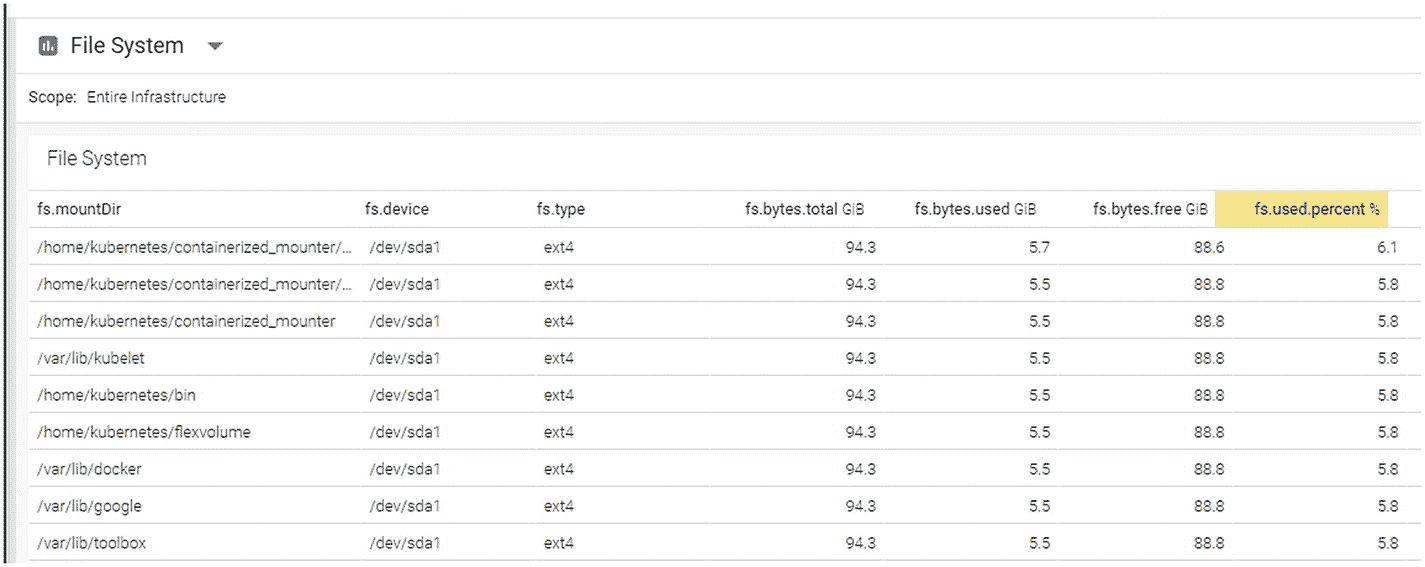 File System
Scope: Entire Infrastructure
File System
fs.mountDir fs.device fs.type fs.bytes.total GiB fs.bytes.used GiB fs.bytes.free GiB fs.used.percent %
/home/kubernetes/containerized_mounter/... /dev/sda1 ext4 94.3 5.7 88.6 6.1
/home/kubernetes/containerized_mounter/... /dev/sda1 ext4 94.3 5.5 88.8 5.8
/home/kubernetes/containerized_mounter /dev/sda1 ext4 94.3 5.5 88.8 5.8
/var/lib/kubelet /dev/sda1 ext4 94.3 5.5 88.8 5.8
/home/kubernetes/bin /dev/sda1 ext4 94.3 5.5 88.8 5.8
/home/kubernetes/flexvolume /dev/sda1 ext4 94.3 5.5 88.8 5.8
/var/lib/docker /dev/sda1 ext4 94.3 5.5 88.8 5.8
/var/lib/google /dev/sda1 ext4 94.3 5.5 88.8 5.8
/var/lib/toolbox /dev/sda1 ext4 94.3 5.5 88.8 5.8